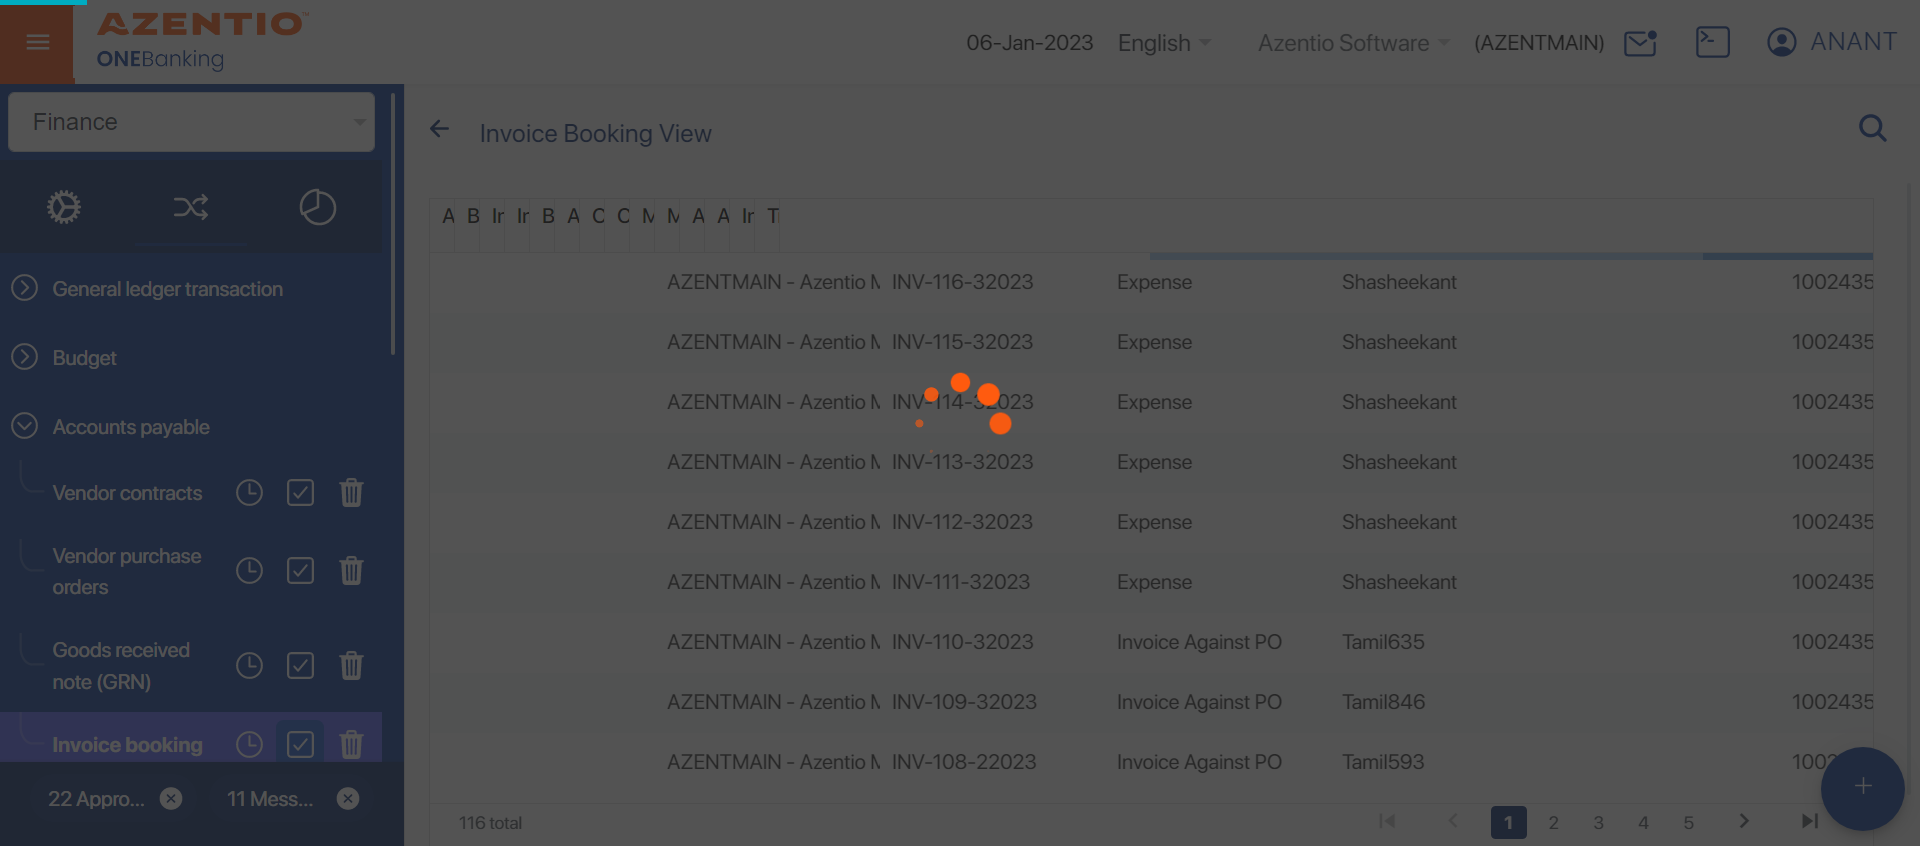 AZENTIO™
ONEBanking
06-Jan-2023 English Azentio Software (AZENTMAIN) ANANT
Finance
General ledger transaction
Budget
Accounts payable
Vendor contracts
Vendor purchase
orders
Goods received
note (GRN)
Invoice booking
22 Appro...
11 Mess...
Invoice Booking View
A B Ir Ir B A C C M M A A Ir T
AZENTMAIN - Azentio M INV-116-32023 Expense Shasheekant 1002435
AZENTMAIN - Azentio M INV-115-32023 Expense Shasheekant 1002435
AZENTMAIN - Azentio M INV-114-32023 Expense Shasheekant 1002435
AZENTMAIN - Azentio M INV-113-32023 Expense Shasheekant 1002435
AZENTMAIN - Azentio M INV-112-32023 Expense Shasheekant 1002435
AZENTMAIN - Azentio M INV-111-32023 Expense Shasheekant 1002435
AZENTMAIN - Azentio M INV-110-32023 Invoice Against PO Tamil635 1002435
AZENTMAIN - Azentio M INV-109-32023 Invoice Against PO Tamil846 1002435
AZENTMAIN - Azentio M INV-108-22023 Invoice Against PO Tamil593 1002
116 total
1 2 3 4 5